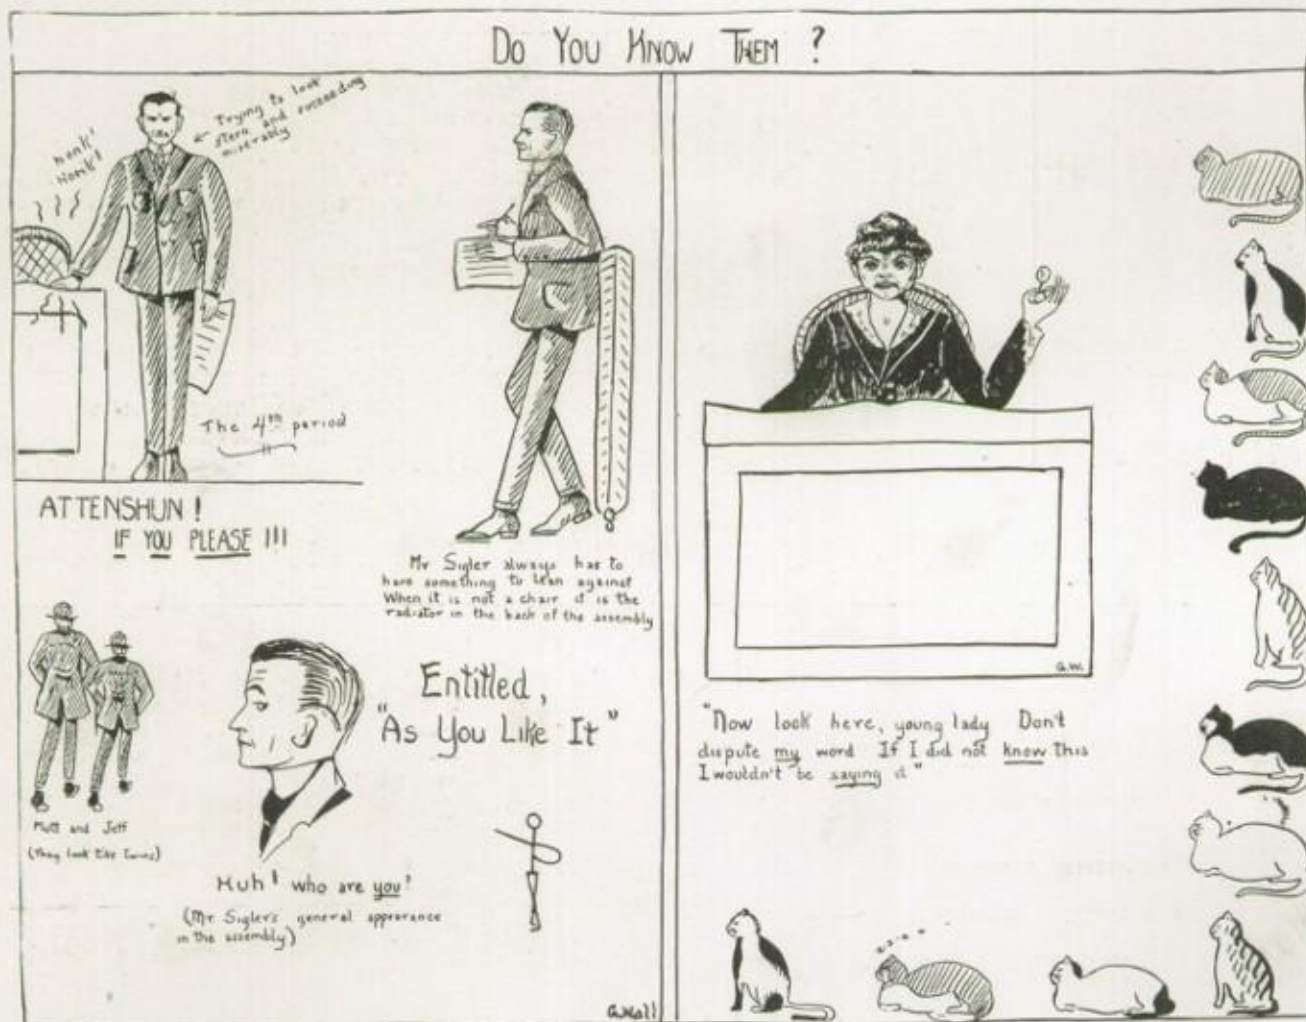 Do You Know Them ?
Trying to look
stern and succeeding
miserably
Honk!
Honk!
The 4th period
ATTENSHUN !
IF YOU PLEASE !!!
Mr Sigler always has to
have something to lean against
When it is not a chair it is the
radiator in the back of the assembly
Mutt and Jeff
(They look like twins)
Entitled,
"As You Like It"
Huh! who are you?
(Mr Sigler's general appearance
in the assembly)
G.W.
"Now look here, young lady Don't
dispute my word If I did not know this
I wouldn't be saying it"